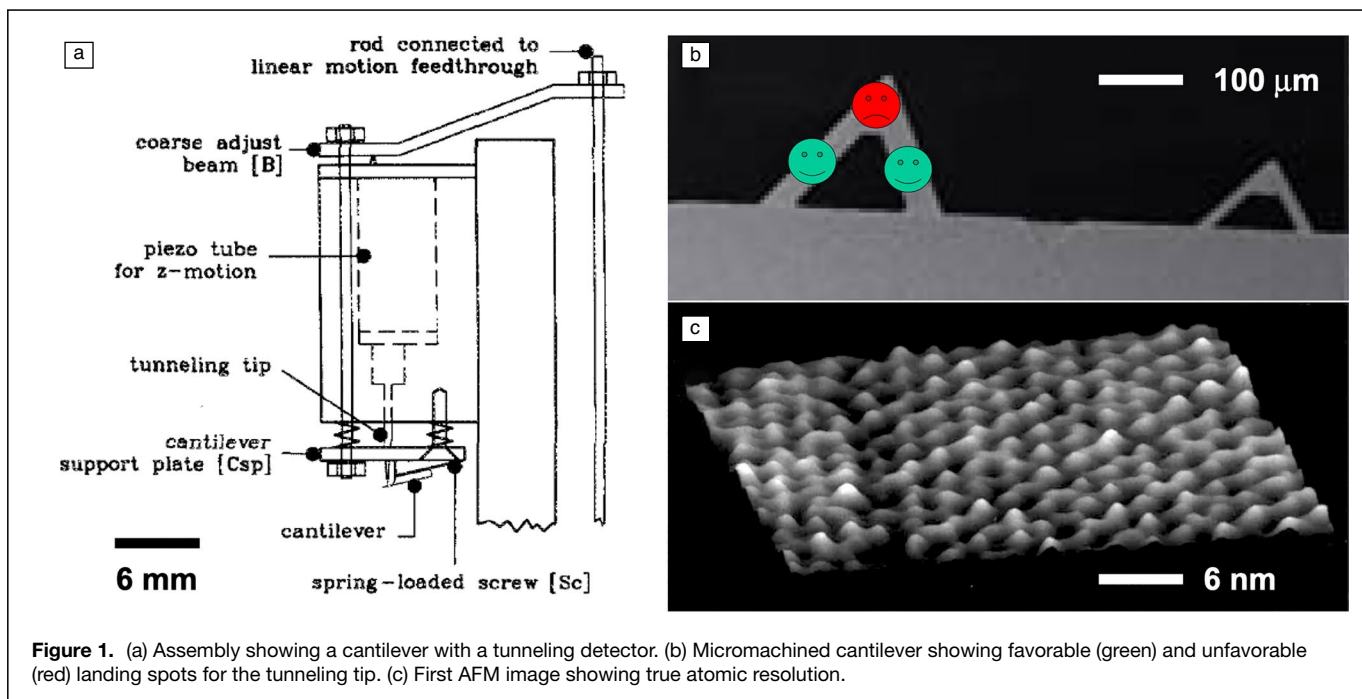 a
rod connected to
linear motion feedthrough
coarse adjust
beam [B]
piezo tube
for z-motion
tunneling tip
cantilever
support plate [Csp]
cantilever
6 mm
spring-loaded screw [Sc]
b
100 μm
c
6 nm
Figure 1. (a) Assembly showing a cantilever with a tunneling detector. (b) Micromachined cantilever showing favorable (green) and unfavorable
(red) landing spots for the tunneling tip. (c) First AFM image showing true atomic resolution.